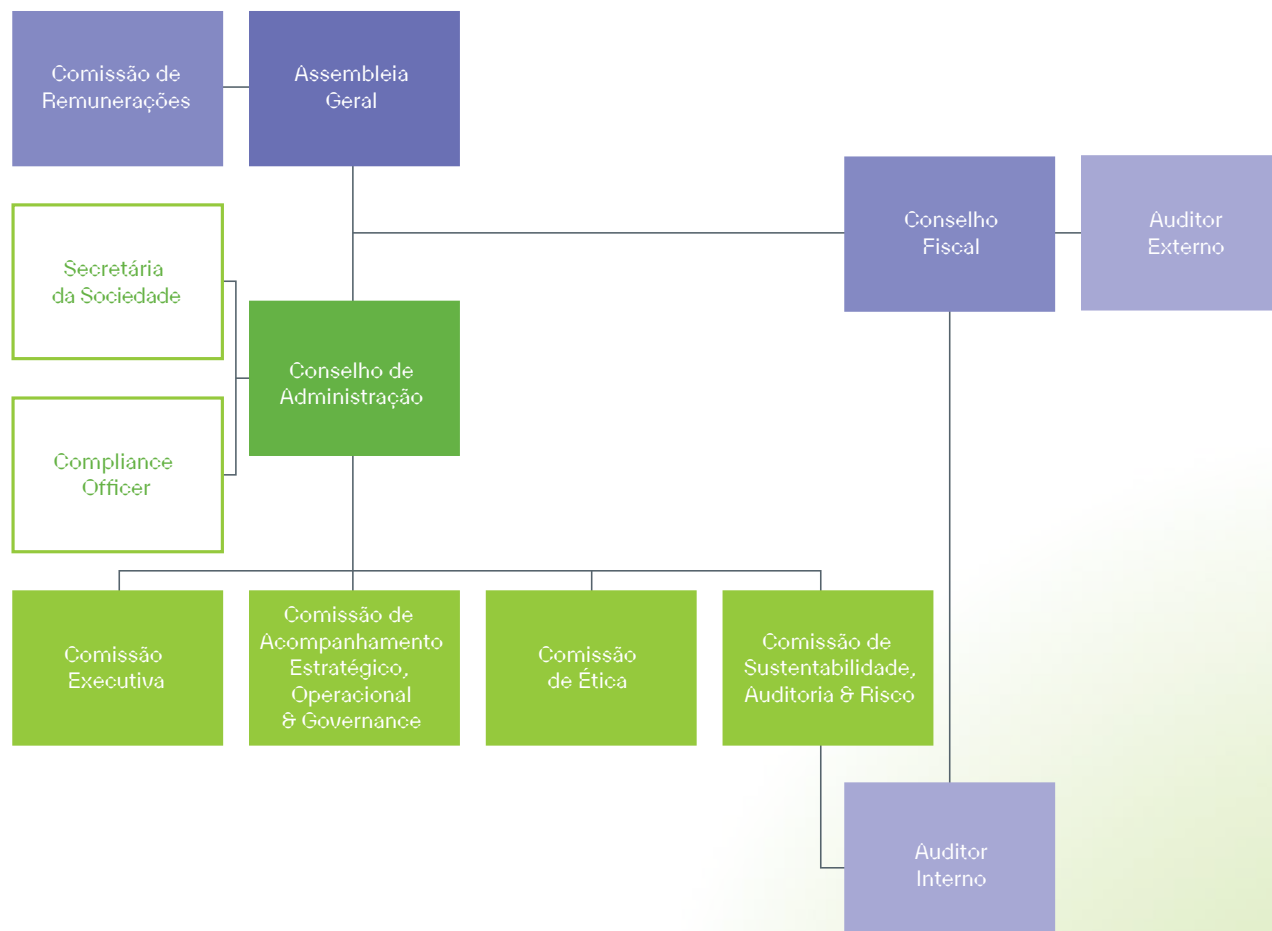 Comissão de
Remunerações
Assembleia
Geral
Conselho
Fiscal
Auditor
Externo
Secretária
da Sociedade
Conselho de
Administração
Compliance
Officer
Comissão
Executiva
Comissão de
Acompanhamento
Estratégico,
Operacional
& Governance
Comissão
de Ética
Comissão de
Sustentabilidade,
Auditoria & Risco
Auditor
Interno